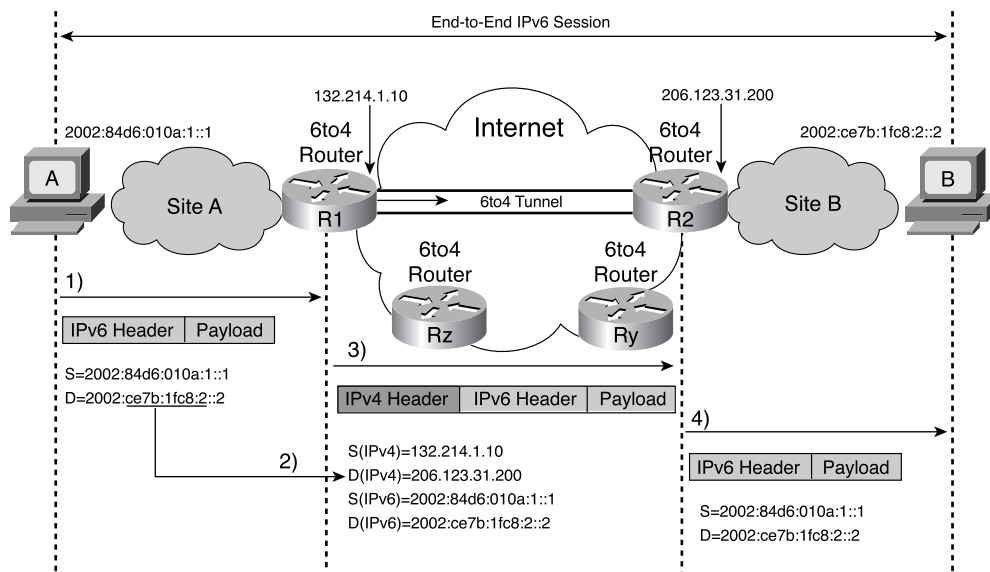 End-to-End IPv6 Session
132.214.1.10
206.123.31.200
2002:84d6:010a:1::1
6to4
Router
Internet
6to4
Router
2002:ce7b:1fc8:2::2
A
Site A
R1
6to4 Tunnel
R2
Site B
B
6to4
Router
Rz
6to4
Router
Ry
1)
IPv6 Header
Payload
S=2002:84d6:010a:1::1
D=2002:ce7b:1fc8:2::2
2)
3)
IPv4 Header
IPv6 Header
Payload
S(IPv4)=132.214.1.10
D(IPv4)=206.123.31.200
S(IPv6)=2002:84d6:010a:1::1
D(IPv6)=2002:ce7b:1fc8:2::2
4)
IPv6 Header
Payload
S=2002:84d6:010a:1::1
D=2002:ce7b:1fc8:2::2